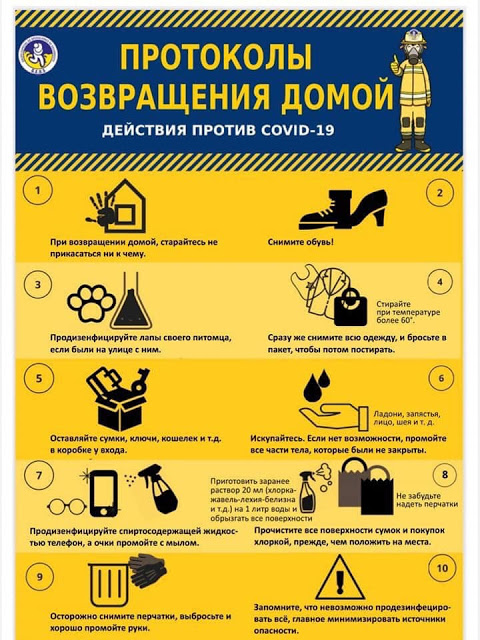 ПРОТОКОЛЫ
ВОЗВРАЩЕНИЯ ДОМОЙ
ДЕЙСТВИЯ ПРОТИВ COVID-19
1
При возвращении домой, старайтесь не
прикасаться ни к чему.
2
Снимите обувь!
3
Продизенфицируйте лапы своего питомца,
если были на улице с ним.
4
Стирайте
при температуре
более 60°.
Сразу же снимите всю одежду, и бросьте в
пакет, чтобы потом постирать.
5
Оставляйте сумки, ключи, кошелек и т.д.
в коробке у входа.
6
Ладони, запястья,
лицо, шея и т. д.
Искупайтесь. Если нет возможности, промойте
все части тела, которые были не закрыты.
7
Продизенфицируйте спиртосодержащей жидкос-
тью телефон, а очки промойте с мылом.
8
Приготовить заранее
раствор 20 мл (хлорка-
жавель-лехия-белизна
и т.д.) на 1 литр воды и
обрызгать все поверхности
Не забудьте
надеть перчатки
Прочистите все поверхности сумок и покупок
хлоркой, прежде, чем положить на места.
9
Осторожно снимите перчатки, выбросьте и
хорошо промойте руки.
10
Запомните, что невозможно продезинфециро-
вать всё, главное минимизировать источники
опасности.